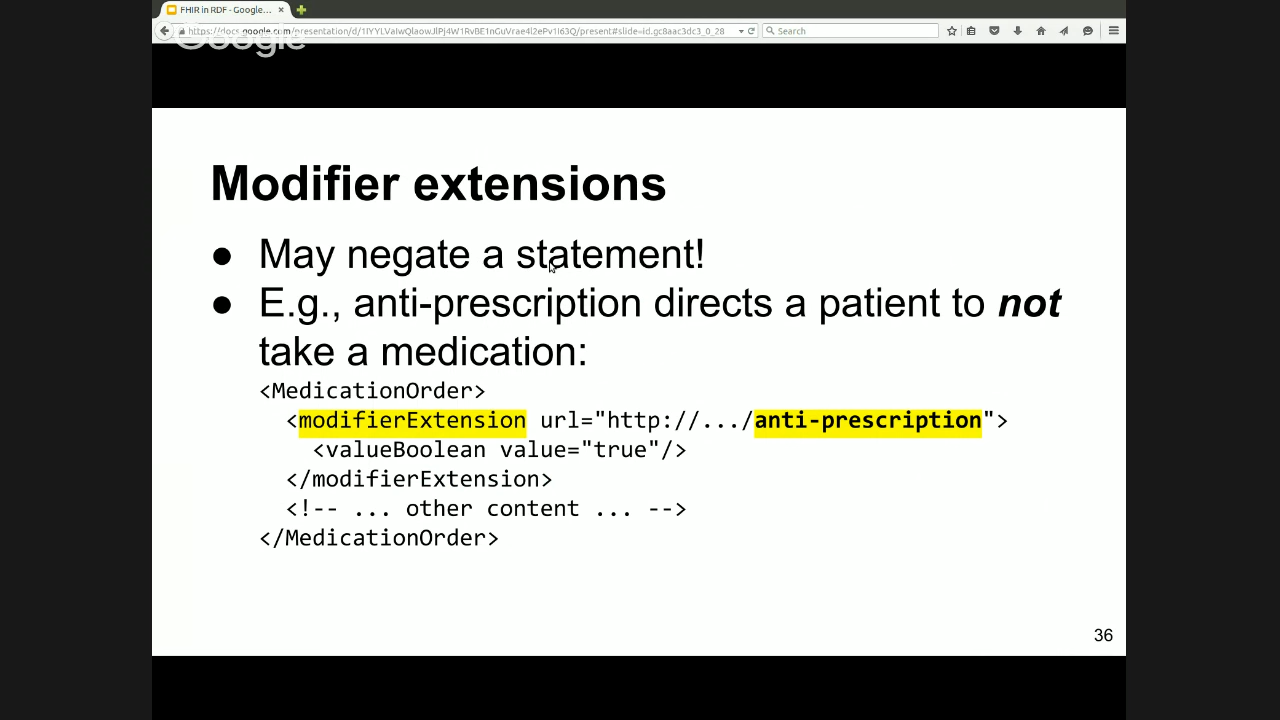 FHIR in RDF - Google...
Google
Search
Modifier extensions
● May negate a statement!
● E.g., anti-prescription directs a patient to not
take a medication:
<MedicationOrder>
<modifierExtension url="http://.../anti-prescription">
<valueBoolean value="true"/>
</modifierExtension>
<!-- ... other content ... -->
</MedicationOrder>
36